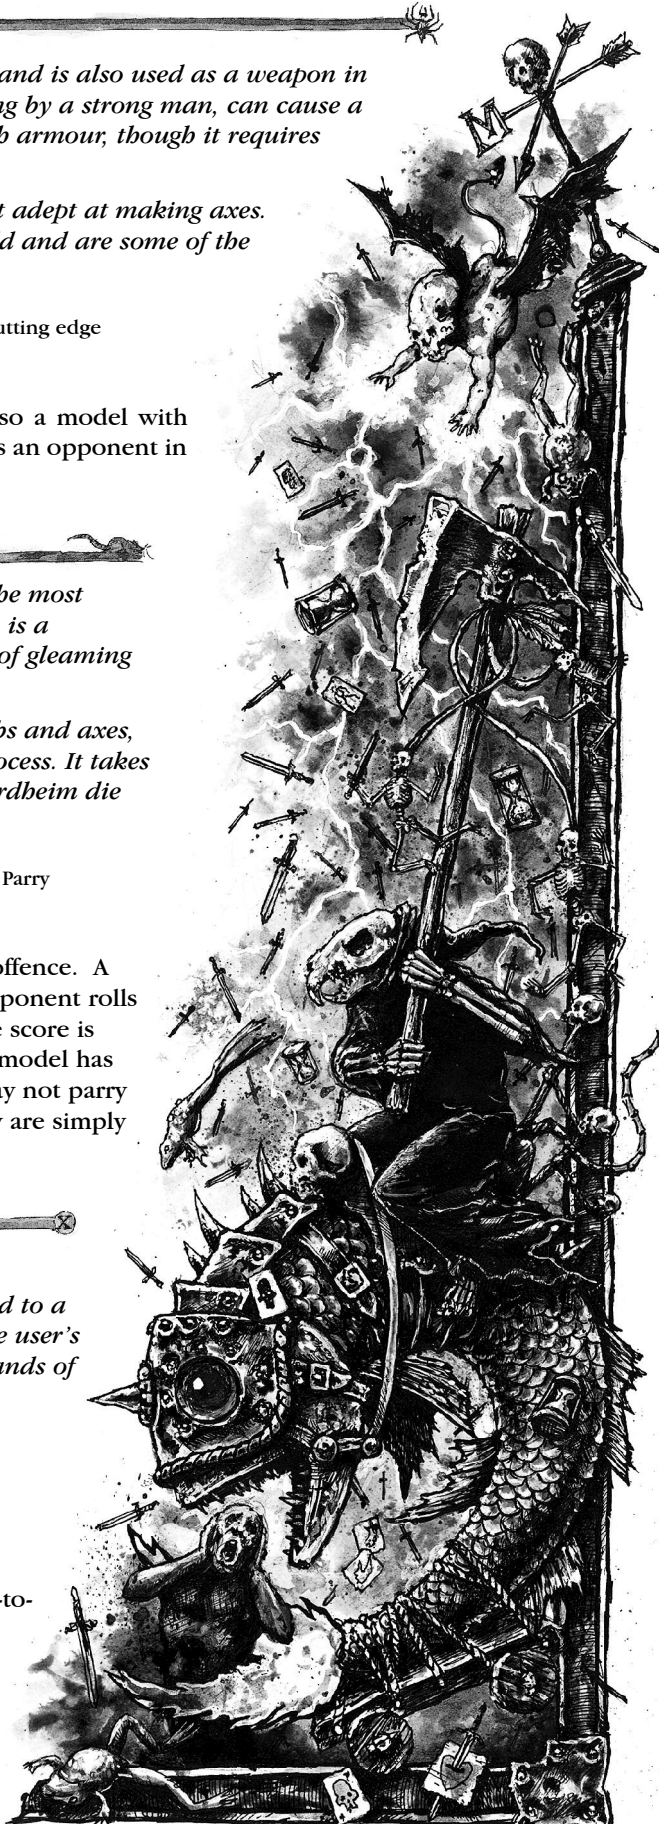 and is also used as a weapon in
ng by a strong man, can cause a
h armour, though it requires
t adept at making axes.
d and are some of the
utting edge
so a model with
s an opponent in
he most
is a
of gleaming
bs and axes,
ocess. It takes
rdheim die
Parry
offence. A
ponent rolls
e score is
model has
ay not parry
y are simply
d to a
e user's
ands of
-to-
M